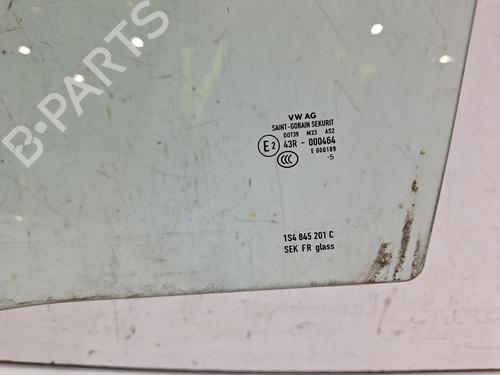 B-PARTS
VW AG
SAINT-GOBAIN SEKURIT
DOT39 M33 AS2
E2 43R - 000464
E 000189
CCC
·5
1S4 845 201 C
SEK FR glass